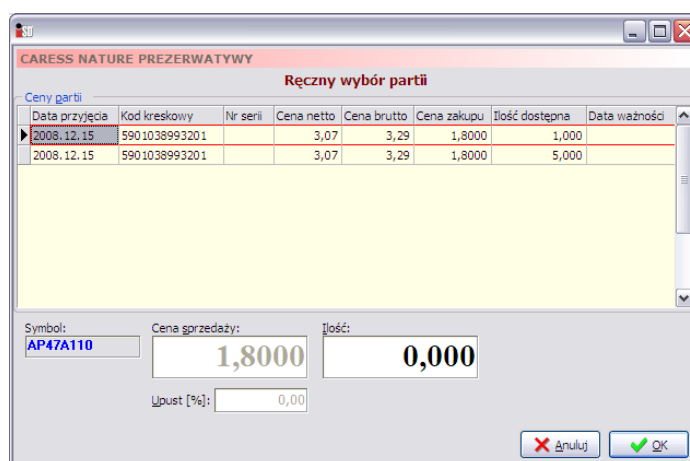 CARESS NATURE PREZERWATYWY
Ręczny wybór partii
Ceny partii
Data przyjęcia Kod kreskowy Nr serii Cena netto Cena brutto Cena zakupu Ilość dostępna Data ważności
2008.12.15 5901038993201 3,07 3,29 1,8000 1,000
2008.12.15 5901038993201 3,07 3,29 1,8000 5,000
Symbol: Cena sprzedaży: Ilość:
AP47A110 1,8000 0,000
Upust [%]: 0,00
Anuluj OK